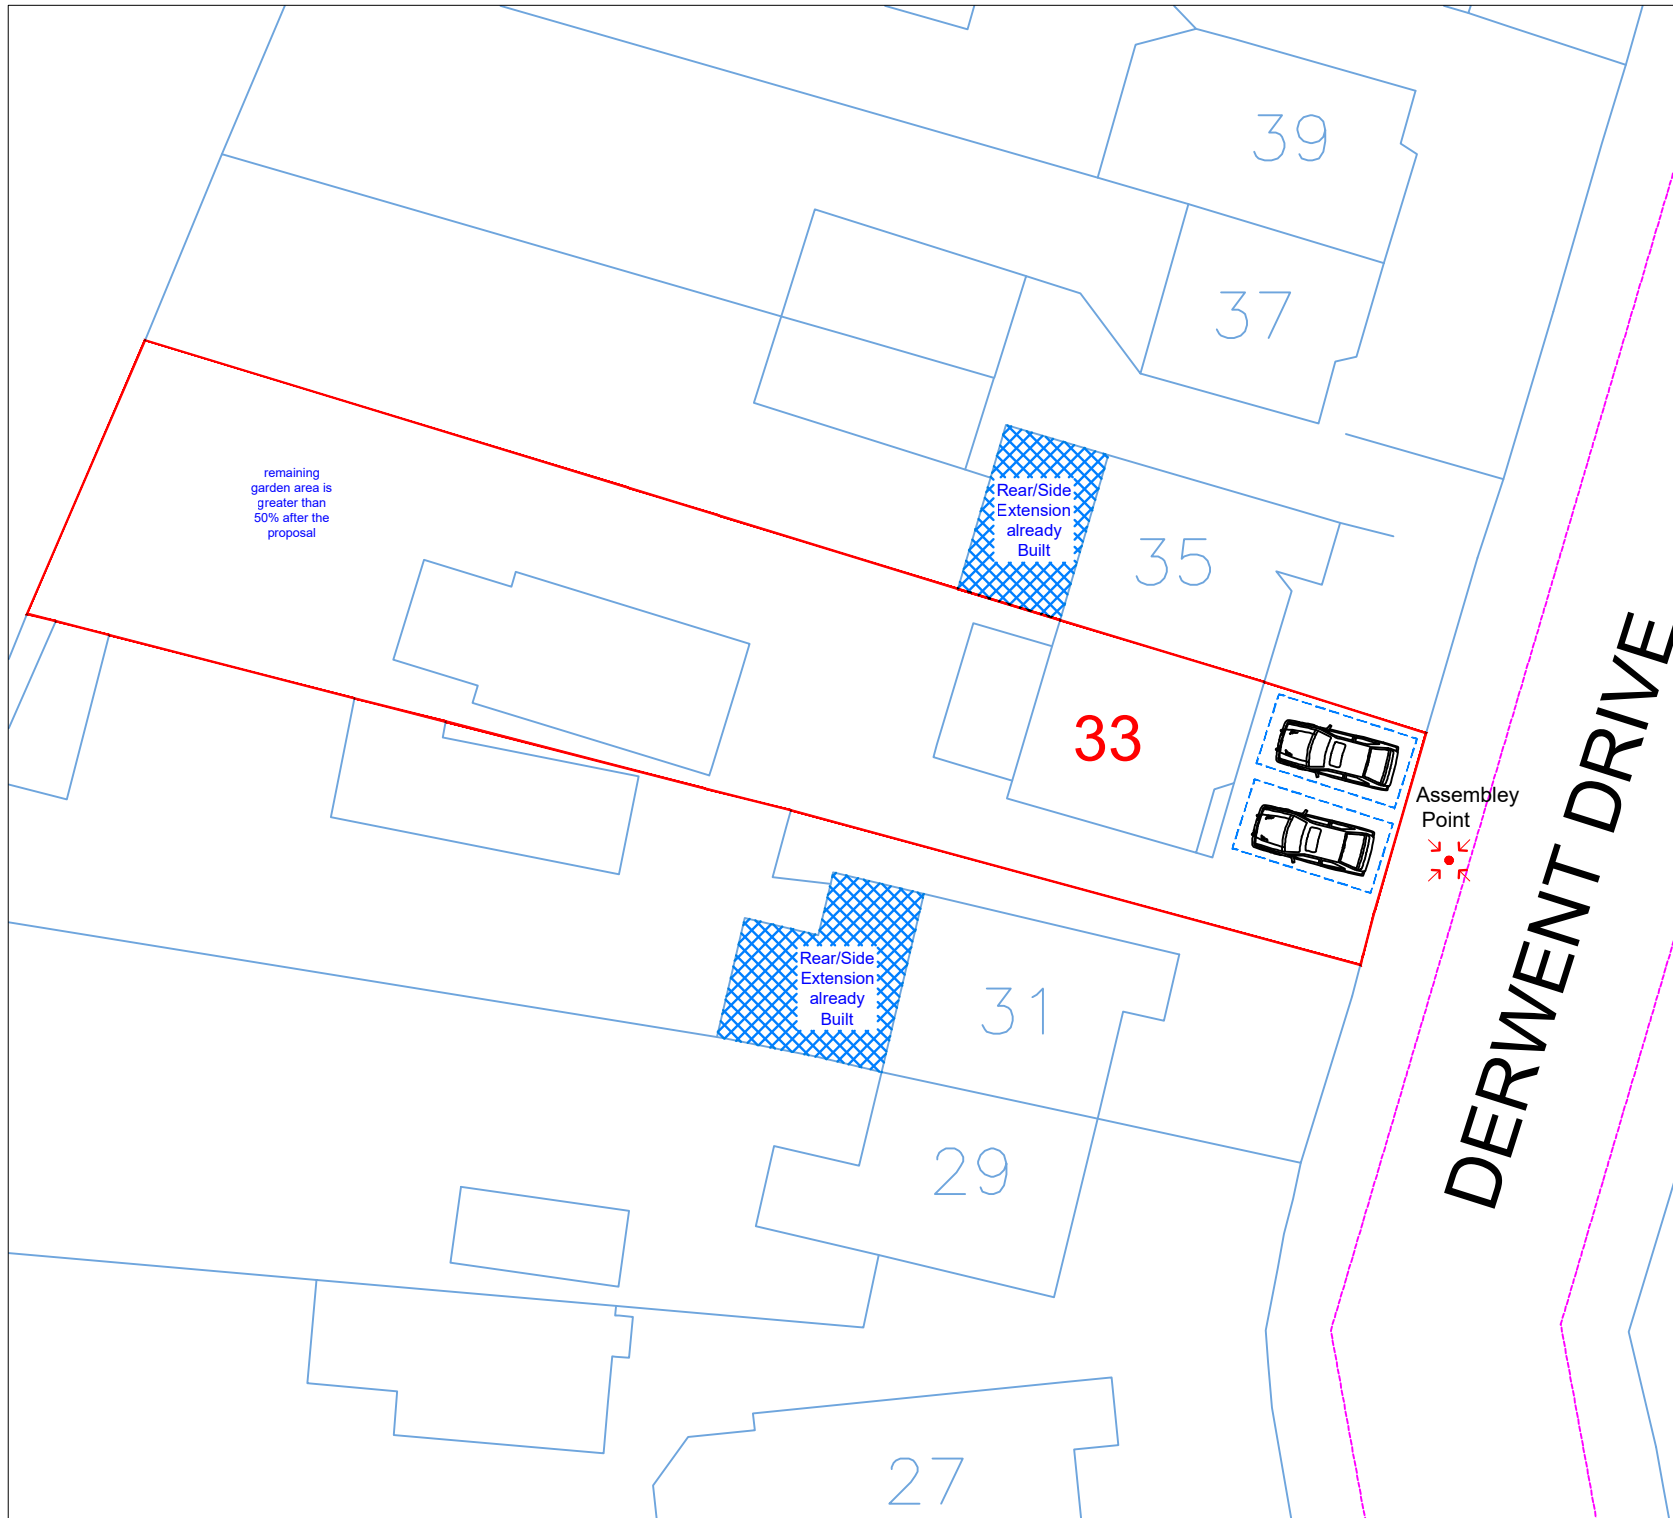 39
37
remaining
garden area is
greater than
50% after the
proposal
Rear/Side
Extension
already
Built
35
33
Assembley
Point
DERWENT DRIVE
Rear/Side
Extension
already
Built
31
29
27